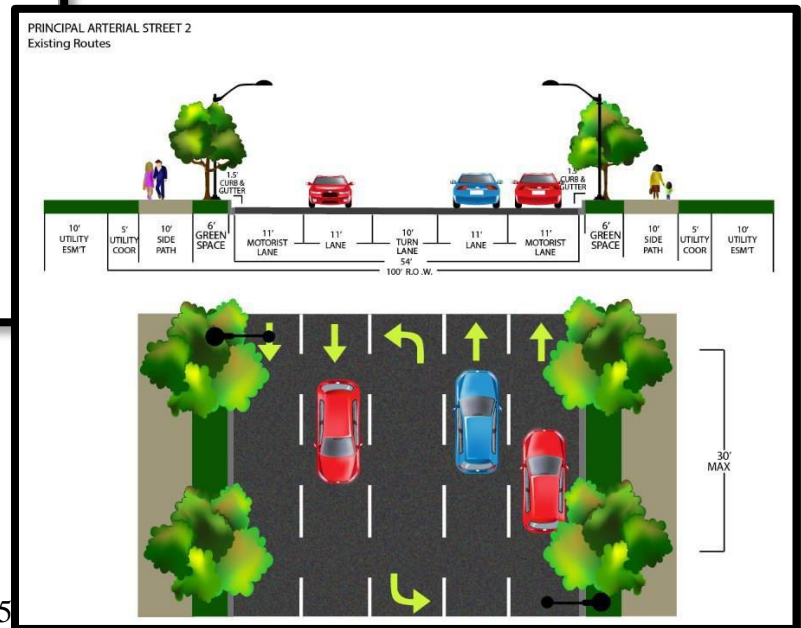 PRINCIPAL ARTERIAL STREET 2
Existing Routes
1.5'
CURB &
GUTTER
1.5'
CURB &
GUTTER
10'
UTILITY
ESM'T
5'
UTILITY
COOR
10'
SIDE
PATH
6'
GREEN
SPACE
11'
MOTORIST
LANE
11'
LANE
10'
TURN
LANE
11'
LANE
11'
MOTORIST
LANE
6'
GREEN
SPACE
10'
SIDE
PATH
5'
UTILITY
COOR
10'
UTILITY
ESM'T
54'
100' R.O .W.
30'
MAX
5